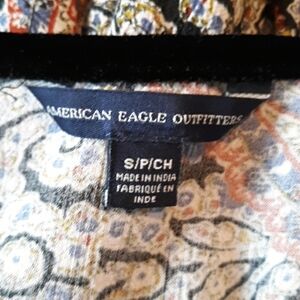 AMERICAN EAGLE OUTFITTERS
S/P/CH
MADE IN INDIA
FABRIQUÉ EN
INDE